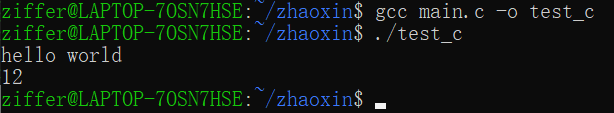 ziffer@LAPTOP-7OSN7HSE:~/zhaoxin$ gcc main.c -o test_c
ziffer@LAPTOP-7OSN7HSE:~/zhaoxin$ ./test_c
hello world
12
ziffer@LAPTOP-7OSN7HSE:~/zhaoxin$